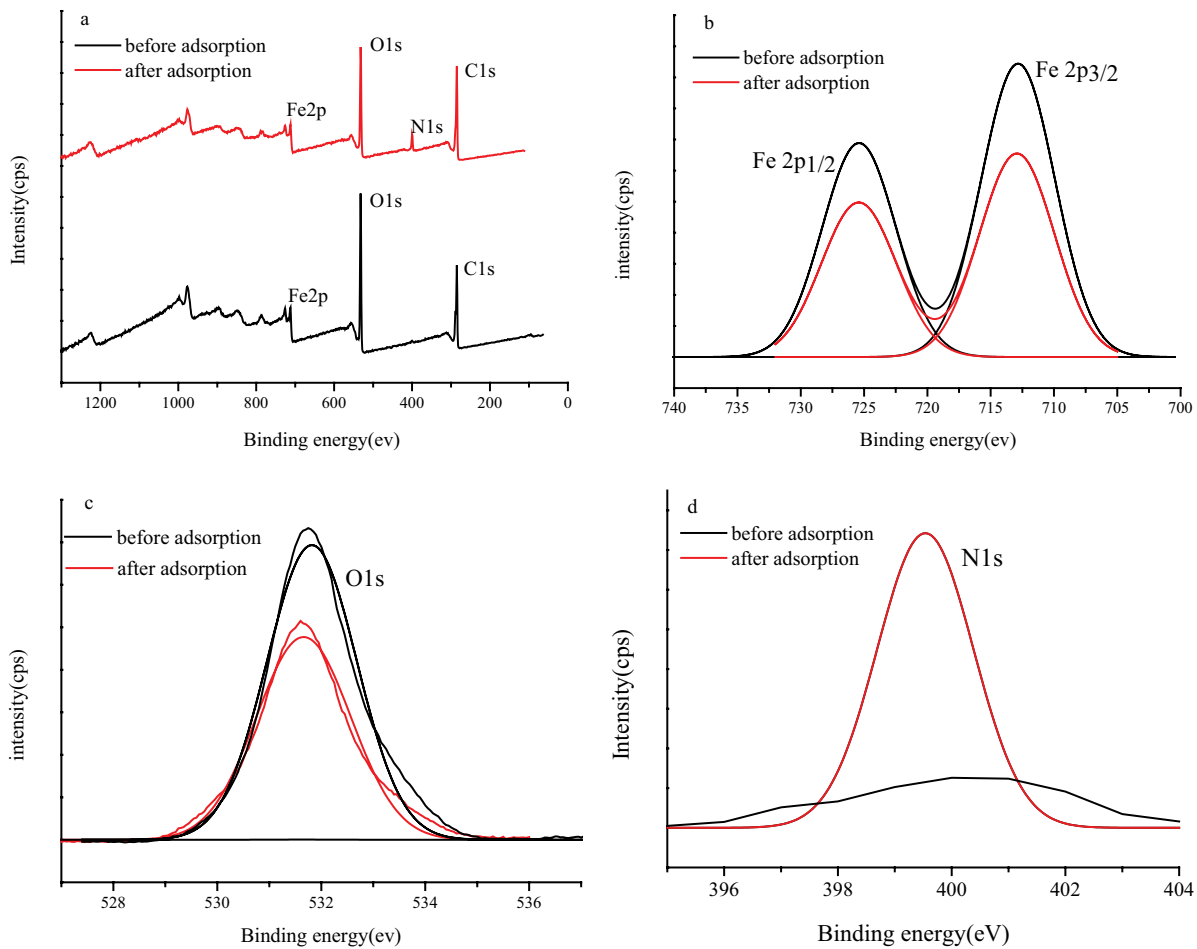 a
before adsorption
after adsorption
O1s
C1s
Fe2p
N1s
O1s
C1s
Fe2p
Intensity(cps)
1200 1000 800 600 400 200 0
Binding energy(ev)
b
before adsorption
after adsorption
Fe 2p3/2
Fe 2p1/2
intensity(cps)
740 735 730 725 720 715 710 705 700
Binding energy(ev)
c
before adsorption
after adsorption
O1s
intensity(cps)
528 530 532 534 536
Binding energy(ev)
d
before adsorption
after adsorption
N1s
Intensity(cps)
396 398 400 402 404
Binding energy(eV)